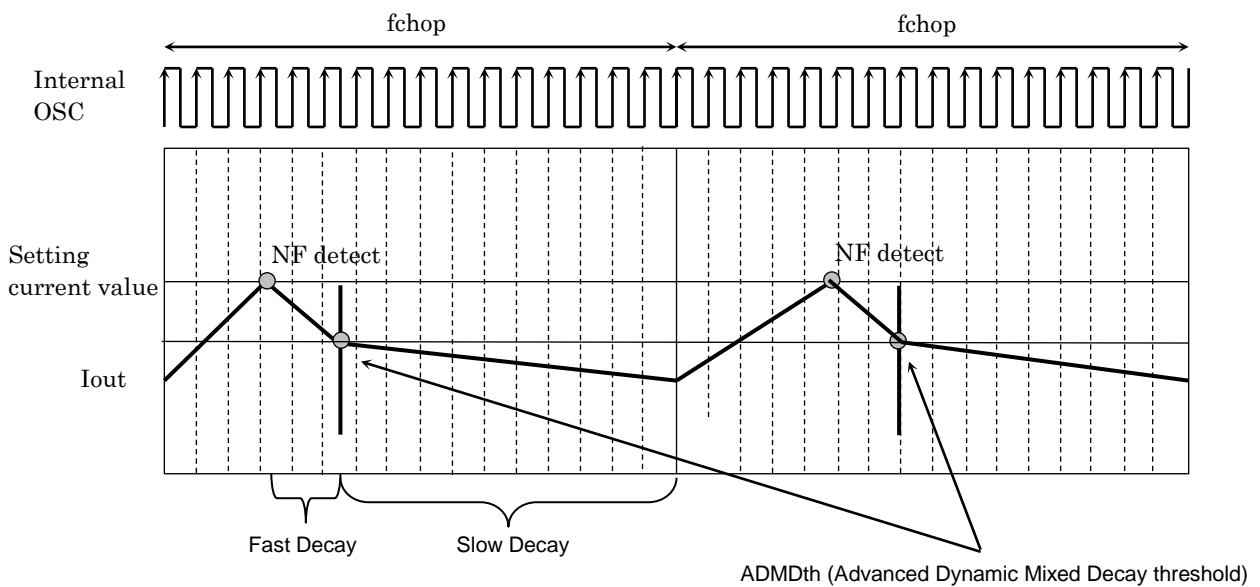 fchop
fchop
Internal
OSC
NF detect
NF detect
Setting
current value
Iout
Fast Decay
Slow Decay
ADMDth (Advanced Dynamic Mixed Decay threshold)